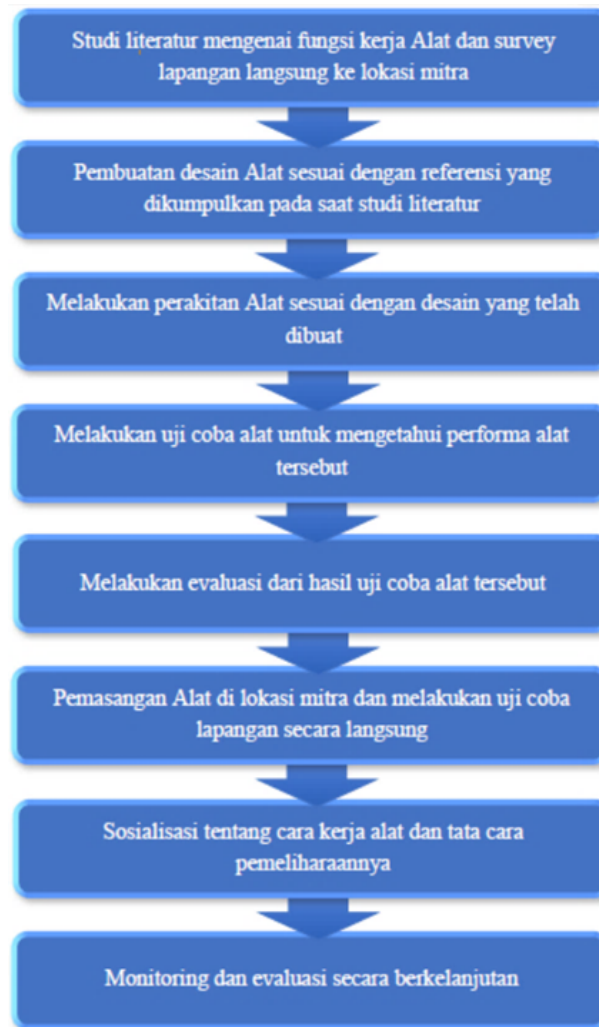 Studi literatur mengenai fungsi kerja Alat dan survey
lapangan langsung ke lokasi mitra
Pembuatan desain Alat sesuai dengan referensi yang
dikumpulkan pada saat studi literatur
Melakukan perakitan Alat sesuai dengan desain yang telah
dibuat
Melakukan uji coba alat untuk mengetahui performa alat
tersebut
Melakukan evaluasi dari hasil uji coba alat tersebut
Pemasangan Alat di lokasi mitra dan melakukan uji coba
lapangan secara langsung
Sosialisasi tentang cara kerja alat dan tata cara
pemeliharaannya
Monitoring dan evaluasi secara berkelanjutan